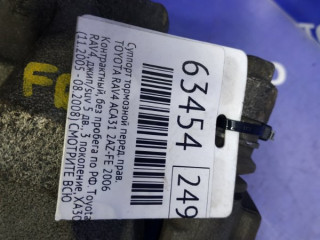 63454 249
Суппорт тормозной перед. прав.
TOYOTA RAV4 ACA31 2AZ-FE 2006
Контрактный, без пробега по РФ. Toyota
RAV4, джип/suv 5 дв., 3 поколение, XA30
(11.2005 - 08.2008) СМОТРИТЕ ВСЮ